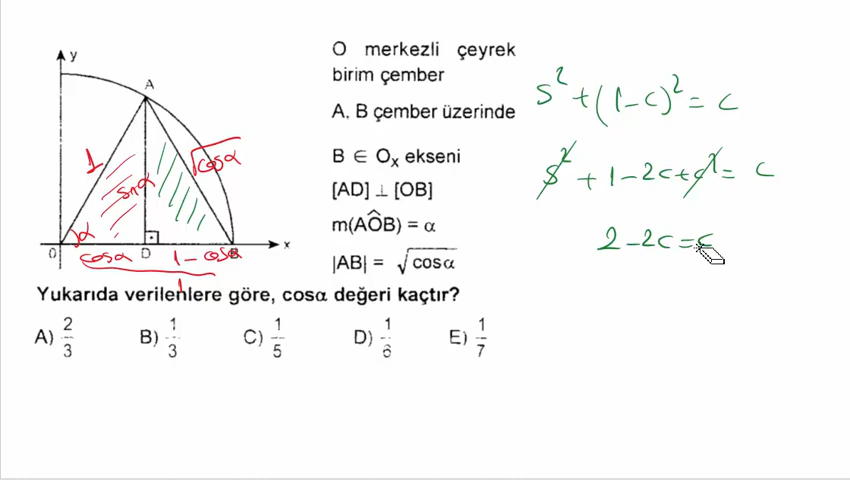 y
A
1
√cosα
sinα
α
O
cosα
D
1-cosα
B
x
1
O merkezli çeyrek
birim çember
A, B çember üzerinde
B ∈ Oₓ ekseni
[AD] ⊥ [OB]
m(AÔB) = α
|AB| = √cosα
Yukarıda verilenlere göre, cosα değeri kaçtır?
A) 2/3 B) 1/3 C) 1/5 D) 1/6 E) 1/7
s² + (1-c)² = c
s² + 1-2c+c² = c
2-2c=c